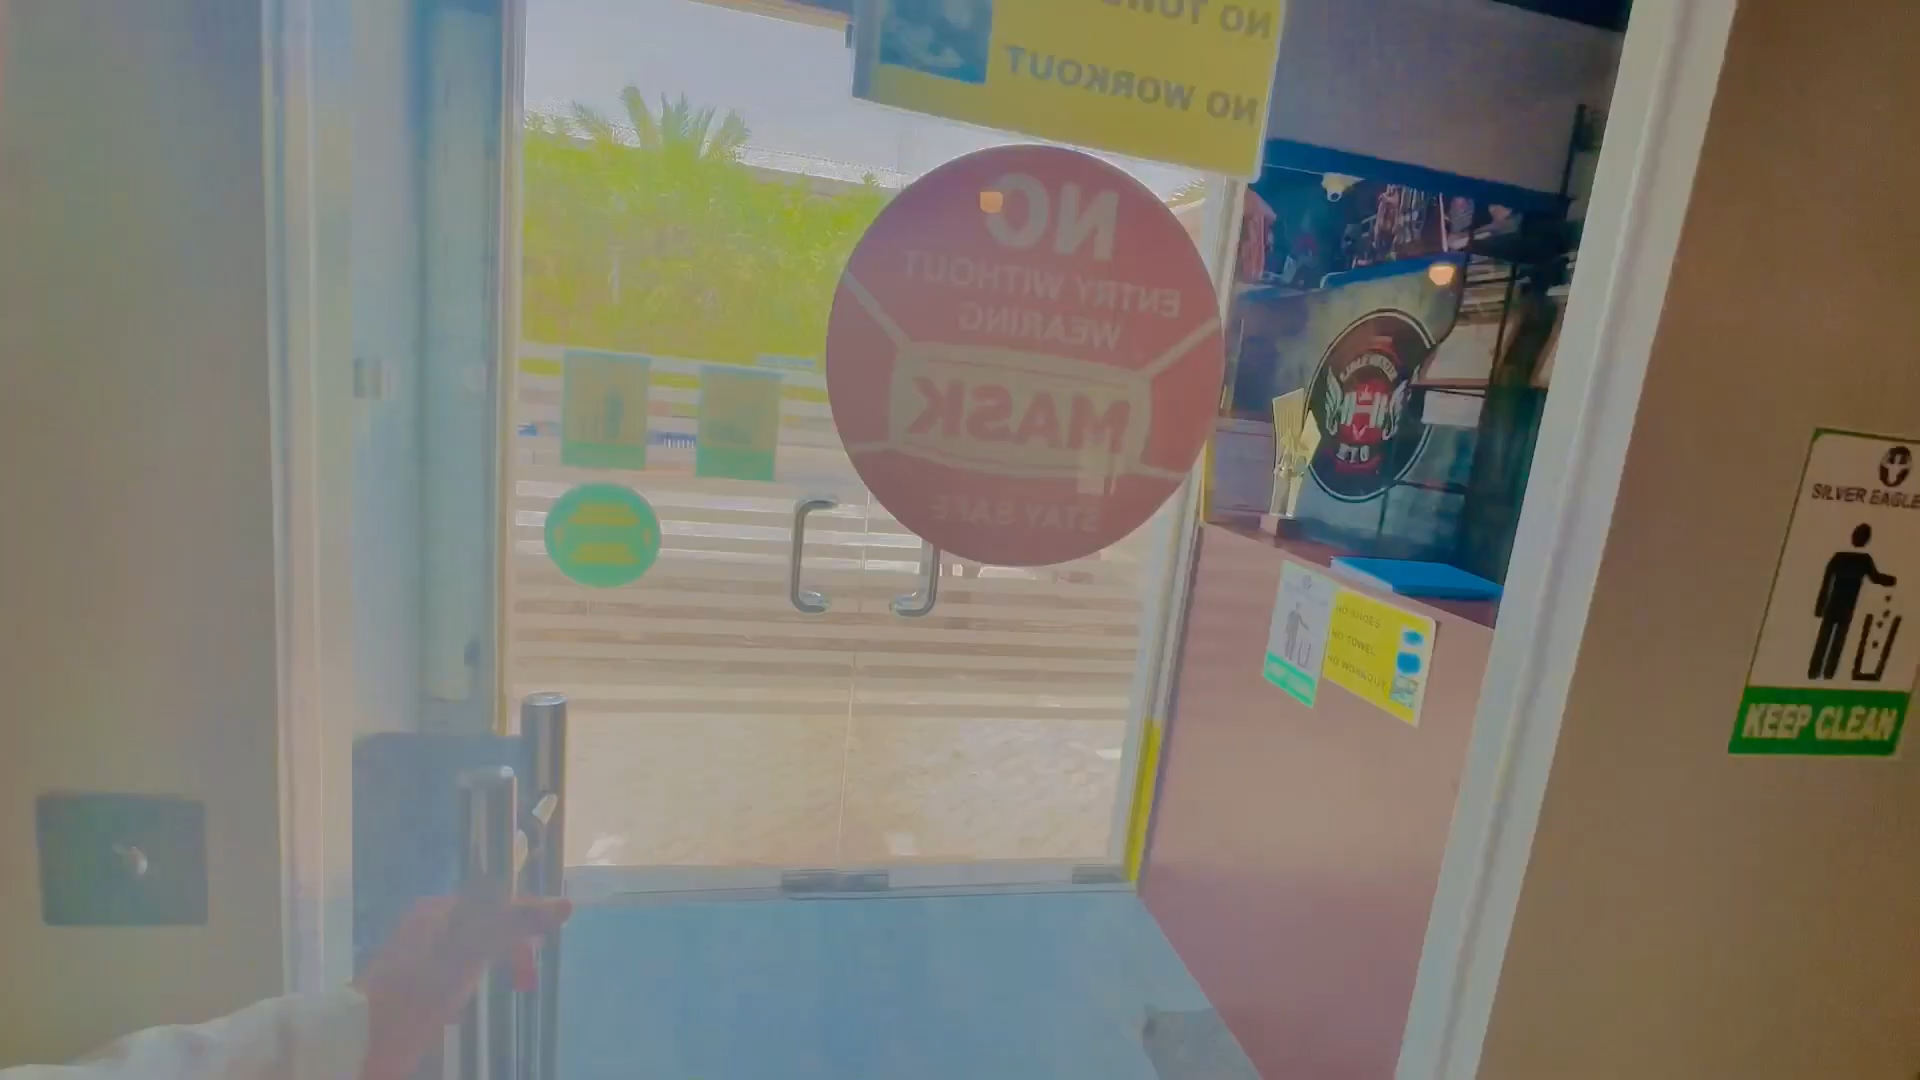 NO TOWEL
NO WORKOUT
NO
ENTRY WITHOUT
WEARING
MASK
STAY SAFE
NO SHOES
NO TOWEL
NO WORKOUT
SILVER EAGLE
KEEP CLEAN